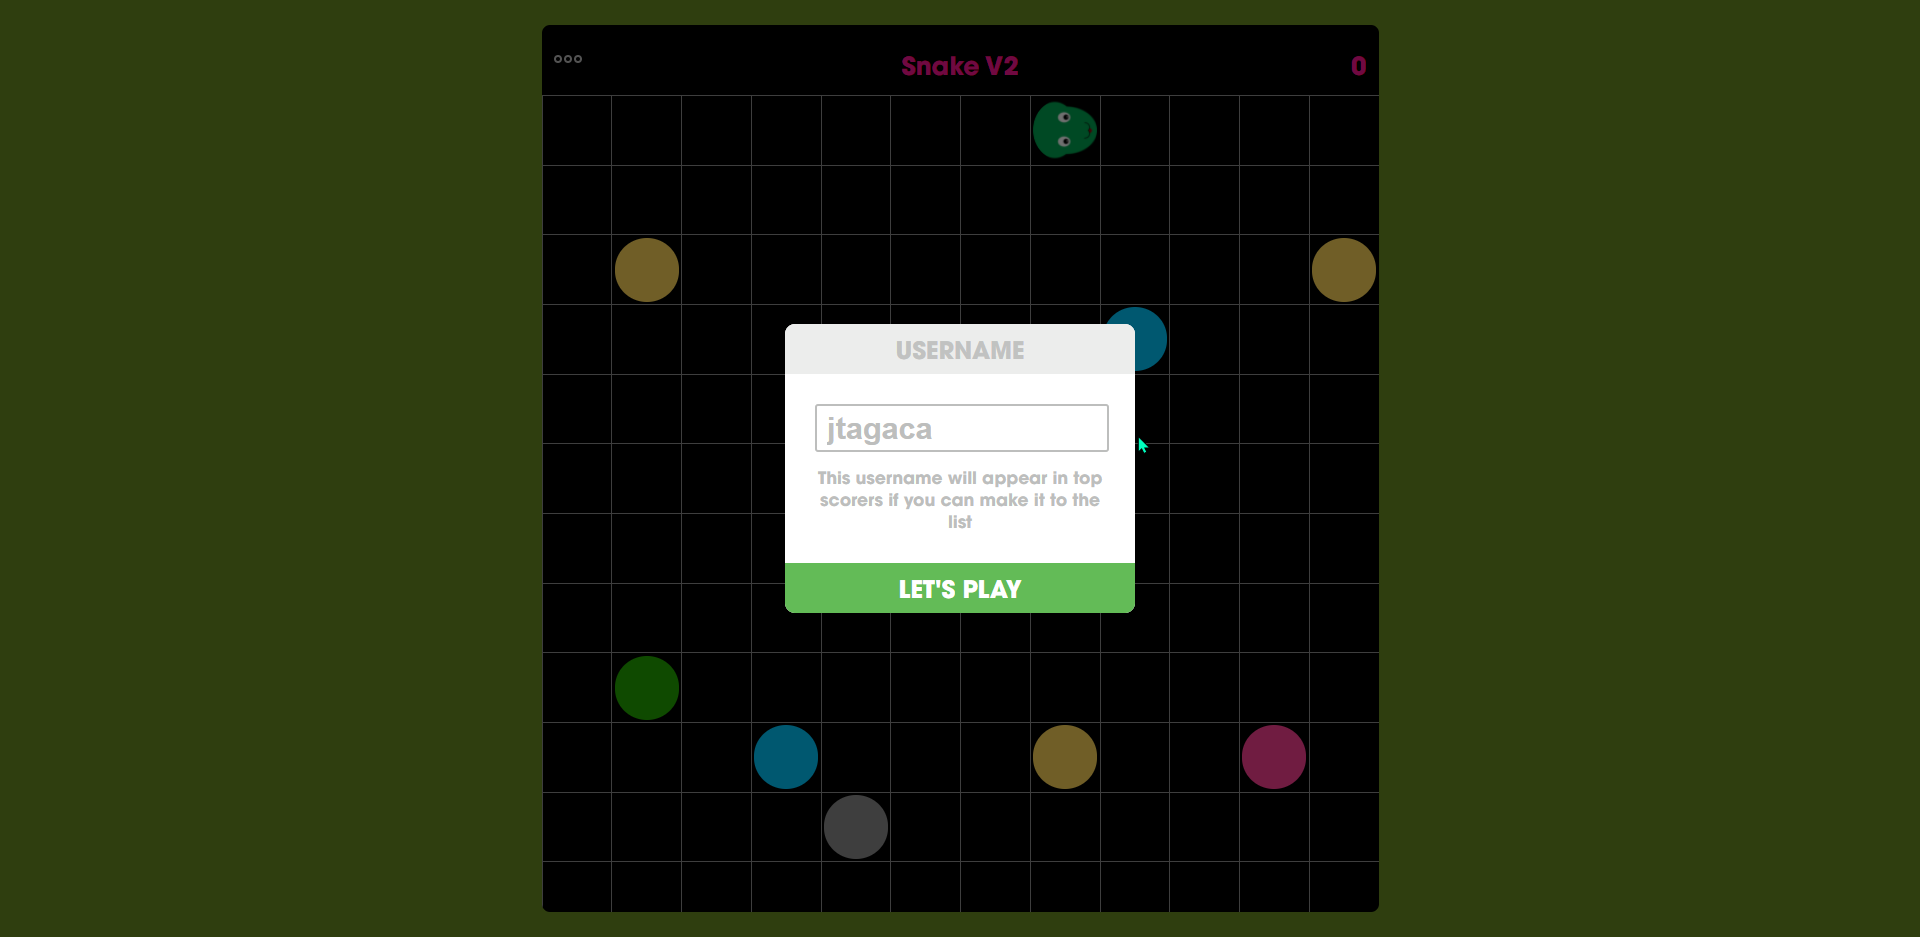 Snake V2
0
USERNAME
jtagaca
This username will appear in top
scorers if you can make it to the
list
LET'S PLAY